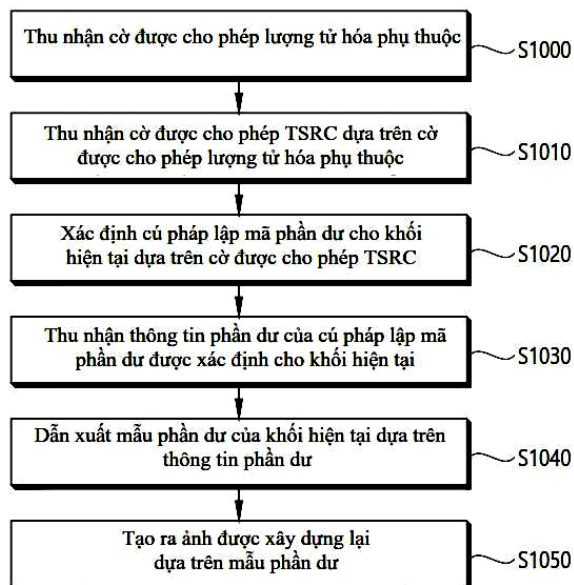 Thu nhận cờ được cho phép lượng tử hóa phụ thuộc
S1000
Thu nhận cờ được cho phép TSRC dựa trên cờ
được cho phép lượng tử hóa phụ thuộc
S1010
Xác định cú pháp lập mã phần dư cho khối
hiện tại dựa trên cờ được cho phép TSRC
S1020
Thu nhận thông tin phần dư của cú pháp lập mã
phần dư được xác định cho khối hiện tại
S1030
Dẫn xuất mẫu phần dư của khối hiện tại dựa trên
thông tin phần dư
S1040
Tạo ra ảnh được xây dựng lại
dựa trên mẫu phần dư
S1050